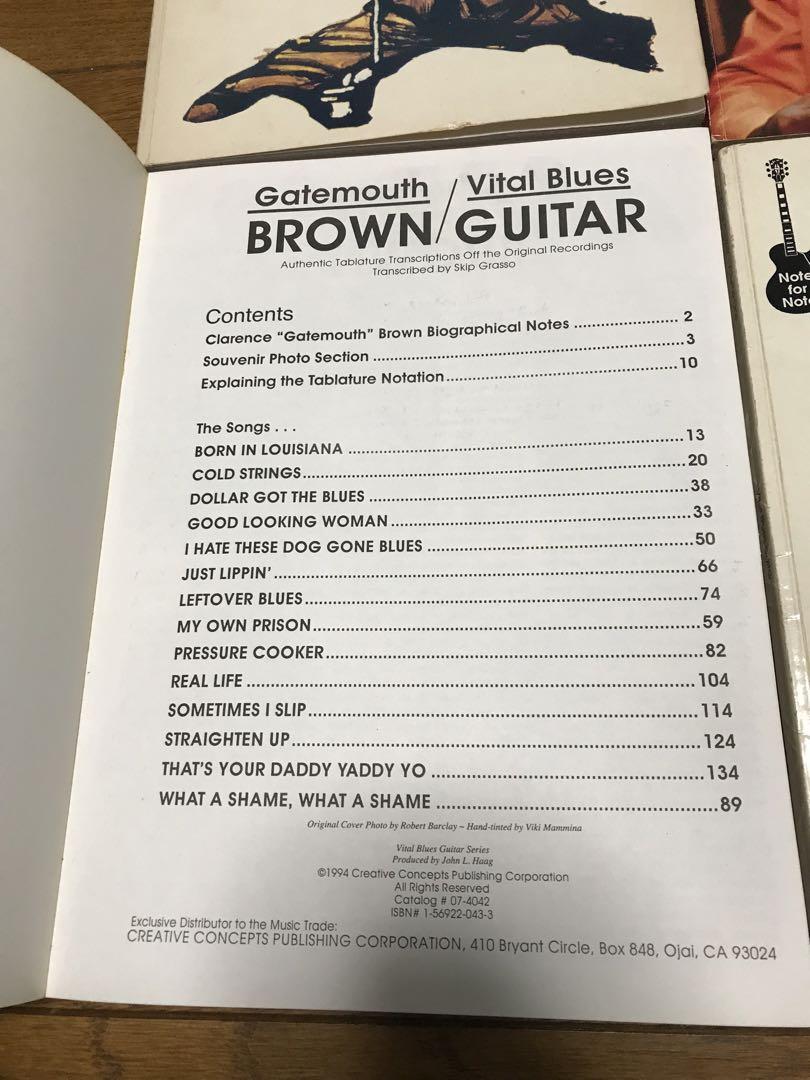 Gatemouth / Vital Blues
BROWN / GUITAR
Authentic Tablature Transcriptions Off the Original Recordings
Transcribed by Skip Grasso
Contents
Clarence “Gatemouth” Brown Biographical Notes ........................ 2
Souvenir Photo Section ........................................................3
Explaining the Tablature Notation..........................................10
The Songs . . .
BORN IN LOUISIANA ..........................................................13
COLD STRINGS..................................................................20
DOLLAR GOT THE BLUES ......................................................38
GOOD LOOKING WOMAN....................................................33
I HATE THESE DOG GONE BLUES ..........................................50
JUST LIPPIN’........................................................................66
LEFTOVER BLUES................................................................74
MY OWN PRISON................................................................59
PRESSURE COOKER............................................................82
REAL LIFE ........................................................................104
SOMETIMES I SLIP..............................................................114
STRAIGHTEN UP................................................................124
THAT’S YOUR DADDY YADDY YO ..........................................134
WHAT A SHAME, WHAT A SHAME ..........................................89
Original Cover Photo by Robert Barclay ~ Hand-tinted by Viki Mammina
Vital Blues Guitar Series
Produced by John L. Haag
©1994 Creative Concepts Publishing Corporation
All Rights Reserved
Catalog # 07-4042
ISBN# 1-56922-043-3
Exclusive Distributor to the Music Trade:
CREATIVE CONCEPTS PUBLISHING CORPORATION, 410 Bryant Circle, Box 848, Ojai, CA 93024
Note
for
Note